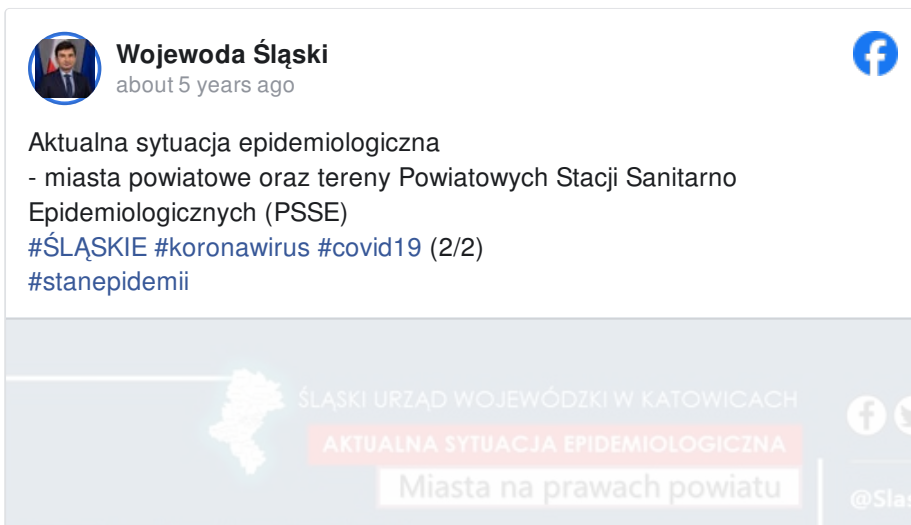 Wojewoda Śląski
about 5 years ago
Aktualna sytuacja epidemiologiczna
- miasta powiatowe oraz tereny Powiatowych Stacji Sanitarno
Epidemiologicznych (PSSE)
#ŚLĄSKIE #koronawirus #covid19 (2/2)
#stanepidemii
ŚLĄSKI URZĄD WOJEWÓDZKI W KATOWICACH
AKTUALNA SYTUACJA EPIDEMIOLOGICZNA
Miasta na prawach powiatu
@Slas